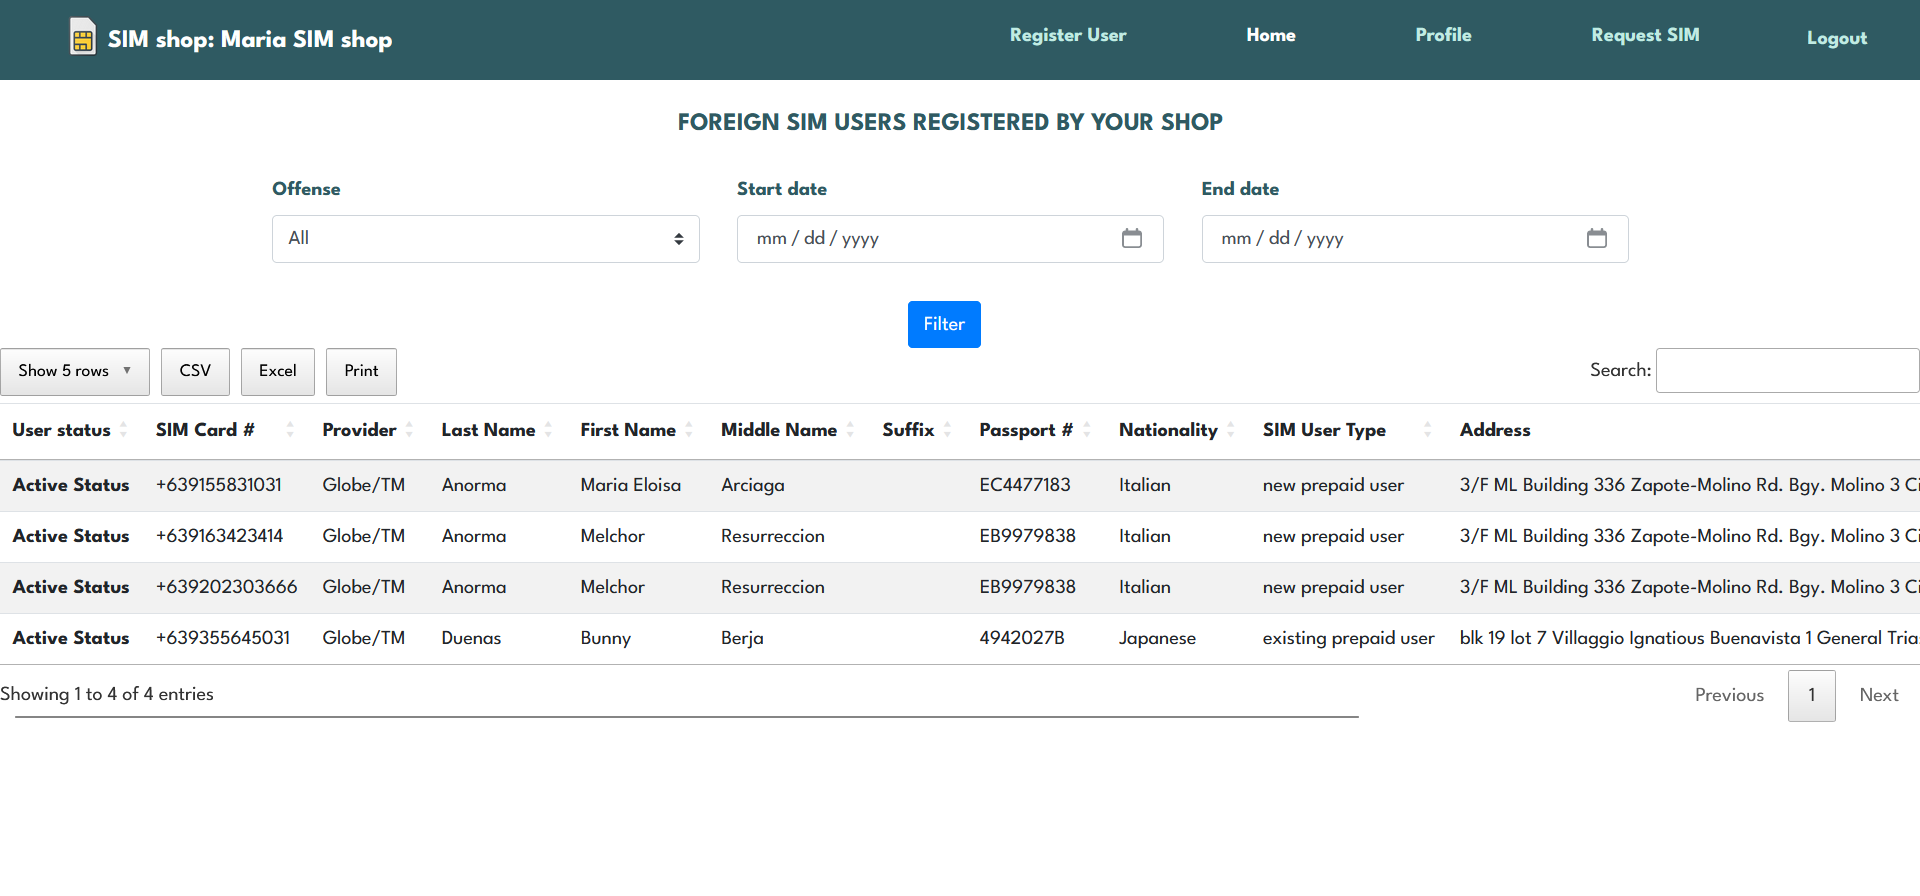 SIM shop: Maria SIM shop Register User Home Profile Request SIM Logout
FOREIGN SIM USERS REGISTERED BY YOUR SHOP
Offense Start date End date
All mm / dd / yyyy mm / dd / yyyy
Filter
Show 5 rows ▼ CSV Excel Print Search:
User status SIM Card # Provider Last Name First Name Middle Name Suffix Passport # Nationality SIM User Type Address
Active Status +639155831031 Globe/TM Anorma Maria Eloisa Arciaga EC4477183 Italian new prepaid user 3/F ML Building 336 Zapote-Molino Rd. Bgy. Molino 3 Ci
Active Status +639163423414 Globe/TM Anorma Melchor Resurreccion EB9979838 Italian new prepaid user 3/F ML Building 336 Zapote-Molino Rd. Bgy. Molino 3 Ci
Active Status +639202303666 Globe/TM Anorma Melchor Resurreccion EB9979838 Italian new prepaid user 3/F ML Building 336 Zapote-Molino Rd. Bgy. Molino 3 Ci
Active Status +639355645031 Globe/TM Duenas Bunny Berja 4942027B Japanese existing prepaid user blk 19 lot 7 Villaggio Ignatious Buenavista 1 General Tria
Showing 1 to 4 of 4 entries Previous 1 Next